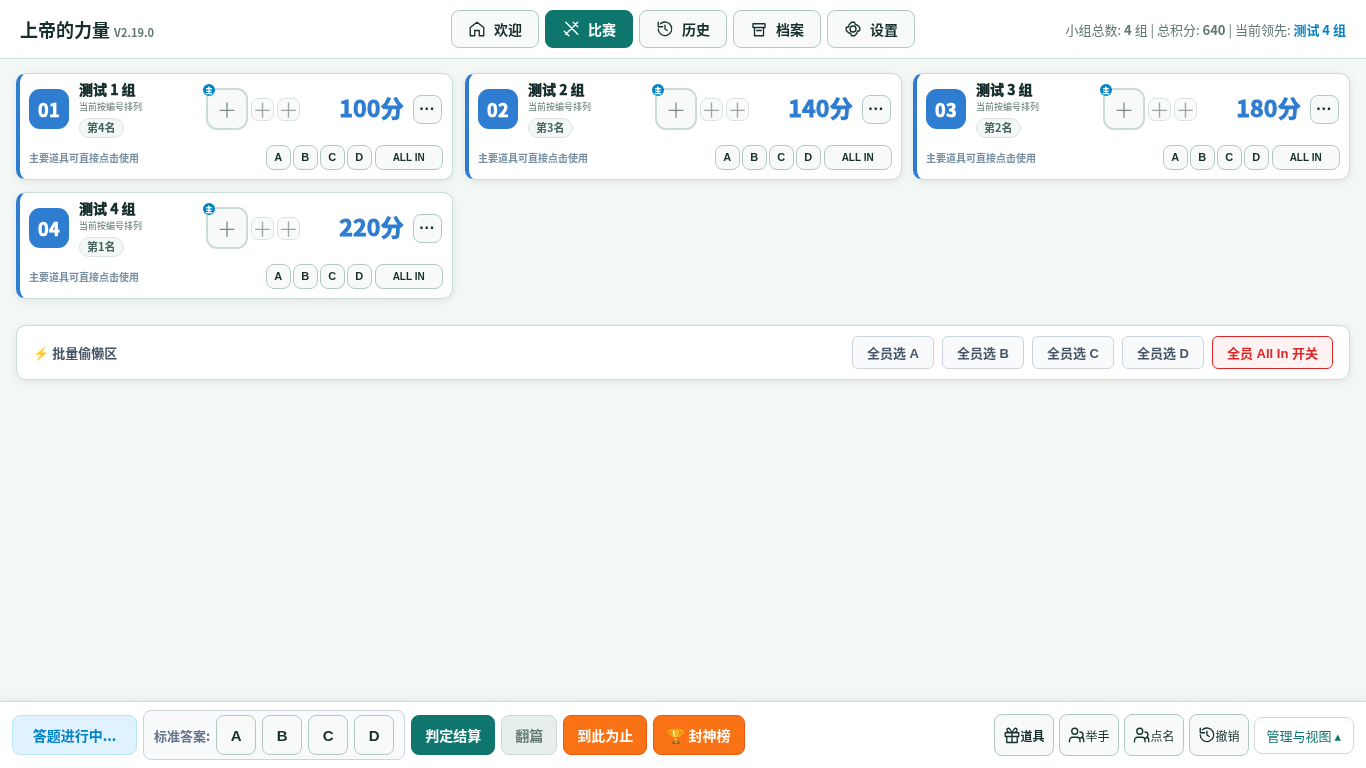 上帝的力量 V2.19.0
欢迎
比赛
历史
档案
设置
小组总数: 4 组 | 总积分: 640 | 当前领先: 测试 4 组
01
测试 1 组
当前按编号排列
第4名
主
100分
...
主要道具可直接点击使用
A
B
C
D
ALL IN
02
测试 2 组
当前按编号排列
第3名
主
140分
...
主要道具可直接点击使用
A
B
C
D
ALL IN
03
测试 3 组
当前按编号排列
第2名
主
180分
...
主要道具可直接点击使用
A
B
C
D
ALL IN
04
测试 4 组
当前按编号排列
第1名
主
220分
...
主要道具可直接点击使用
A
B
C
D
ALL IN
⚡ 批量偷懒区
全员选 A
全员选 B
全员选 C
全员选 D
全员 All In 开关
答题进行中...
标准答案:
A
B
C
D
判定结算
翻篇
到此为止
🏆 封神榜
道具
举手
点名
撤销
管理与视图 ▴